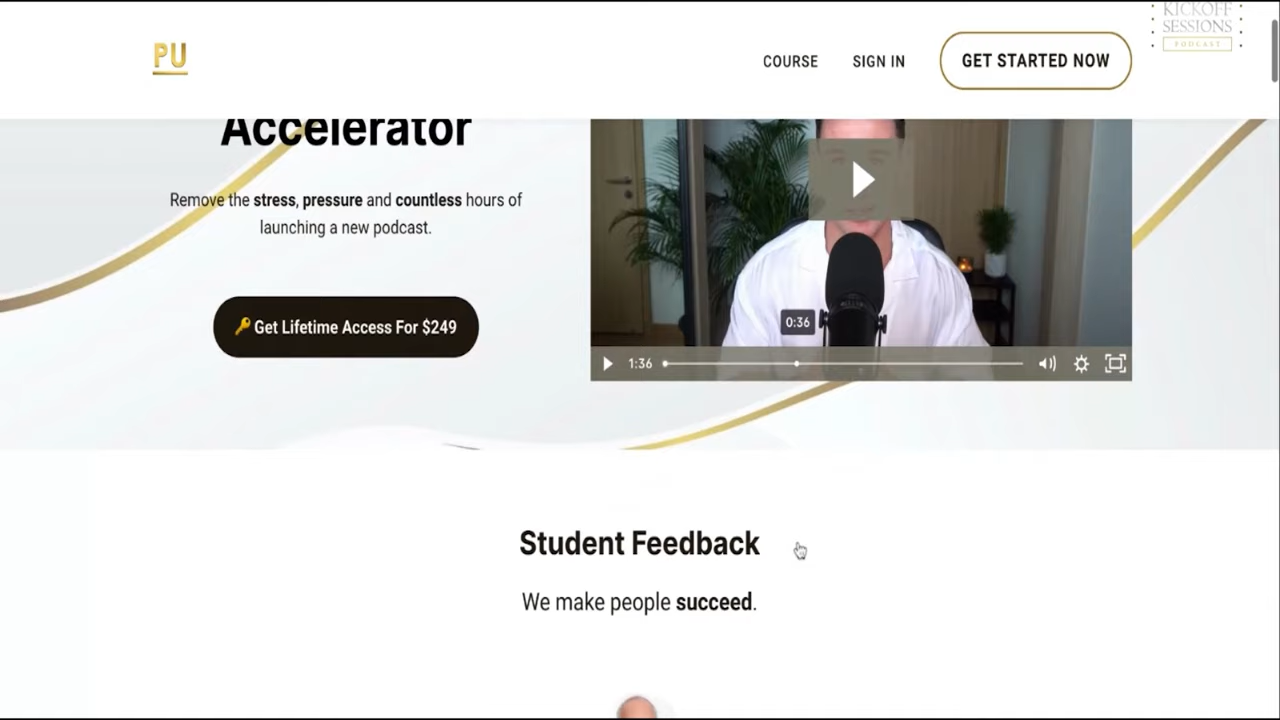 KICKOFF
SESSIONS
PODCAST
PU
COURSE
SIGN IN
GET STARTED NOW
Accelerator
Remove the stress, pressure and countless hours of
launching a new podcast.
Get Lifetime Access For $249
0:36
1:36
Student Feedback
We make people succeed.